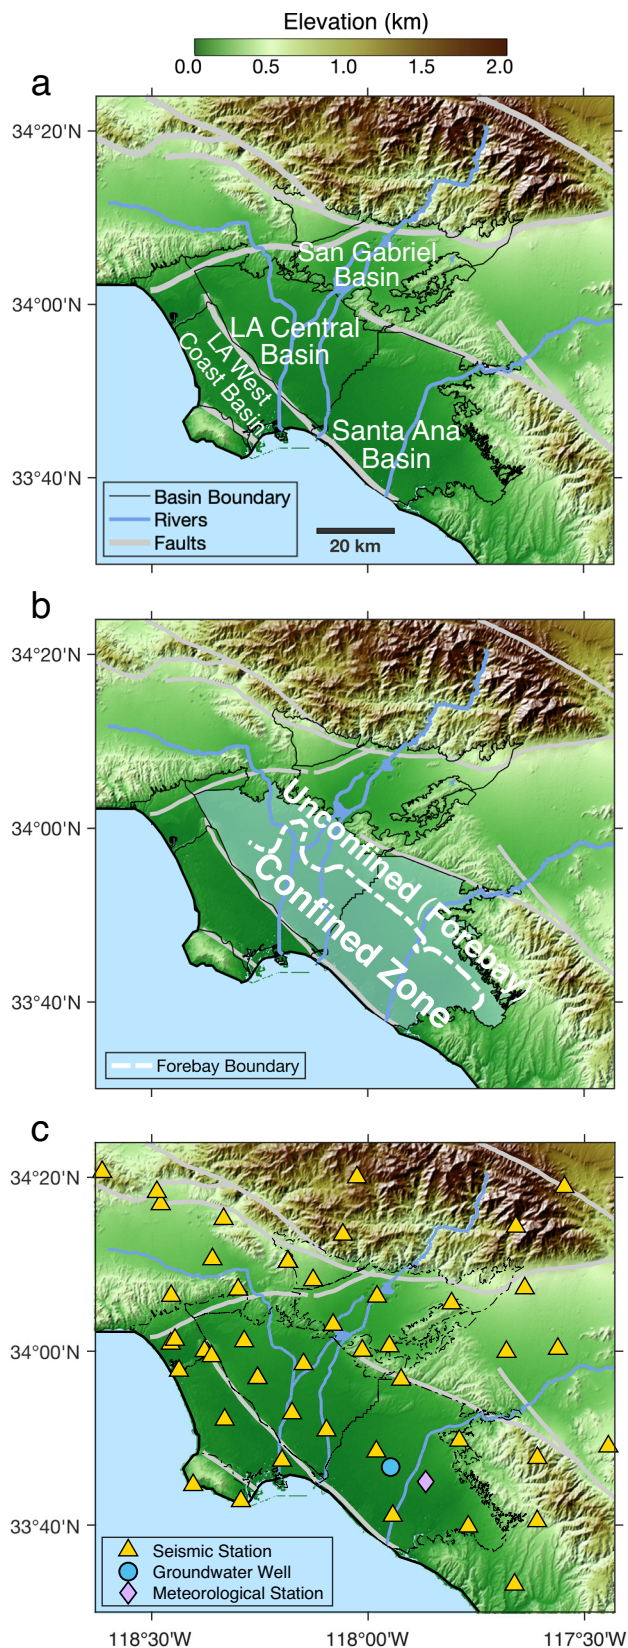 Elevation (km)
0.0 0.5 1.0 1.5 2.0
a
34°20'N
34°00'N
33°40'N
San Gabriel
Basin
LA Central
Basin
LA West
Coast Basin
Santa Ana
Basin
Basin Boundary
Rivers
Faults
20 km
b
34°20'N
34°00'N
33°40'N
Unconfined (Forebay)
Confined Zone
Forebay Boundary
c
34°20'N
34°00'N
33°40'N
Seismic Station
Groundwater Well
Meteorological Station
118°30'W 118°00'W 117°30'W